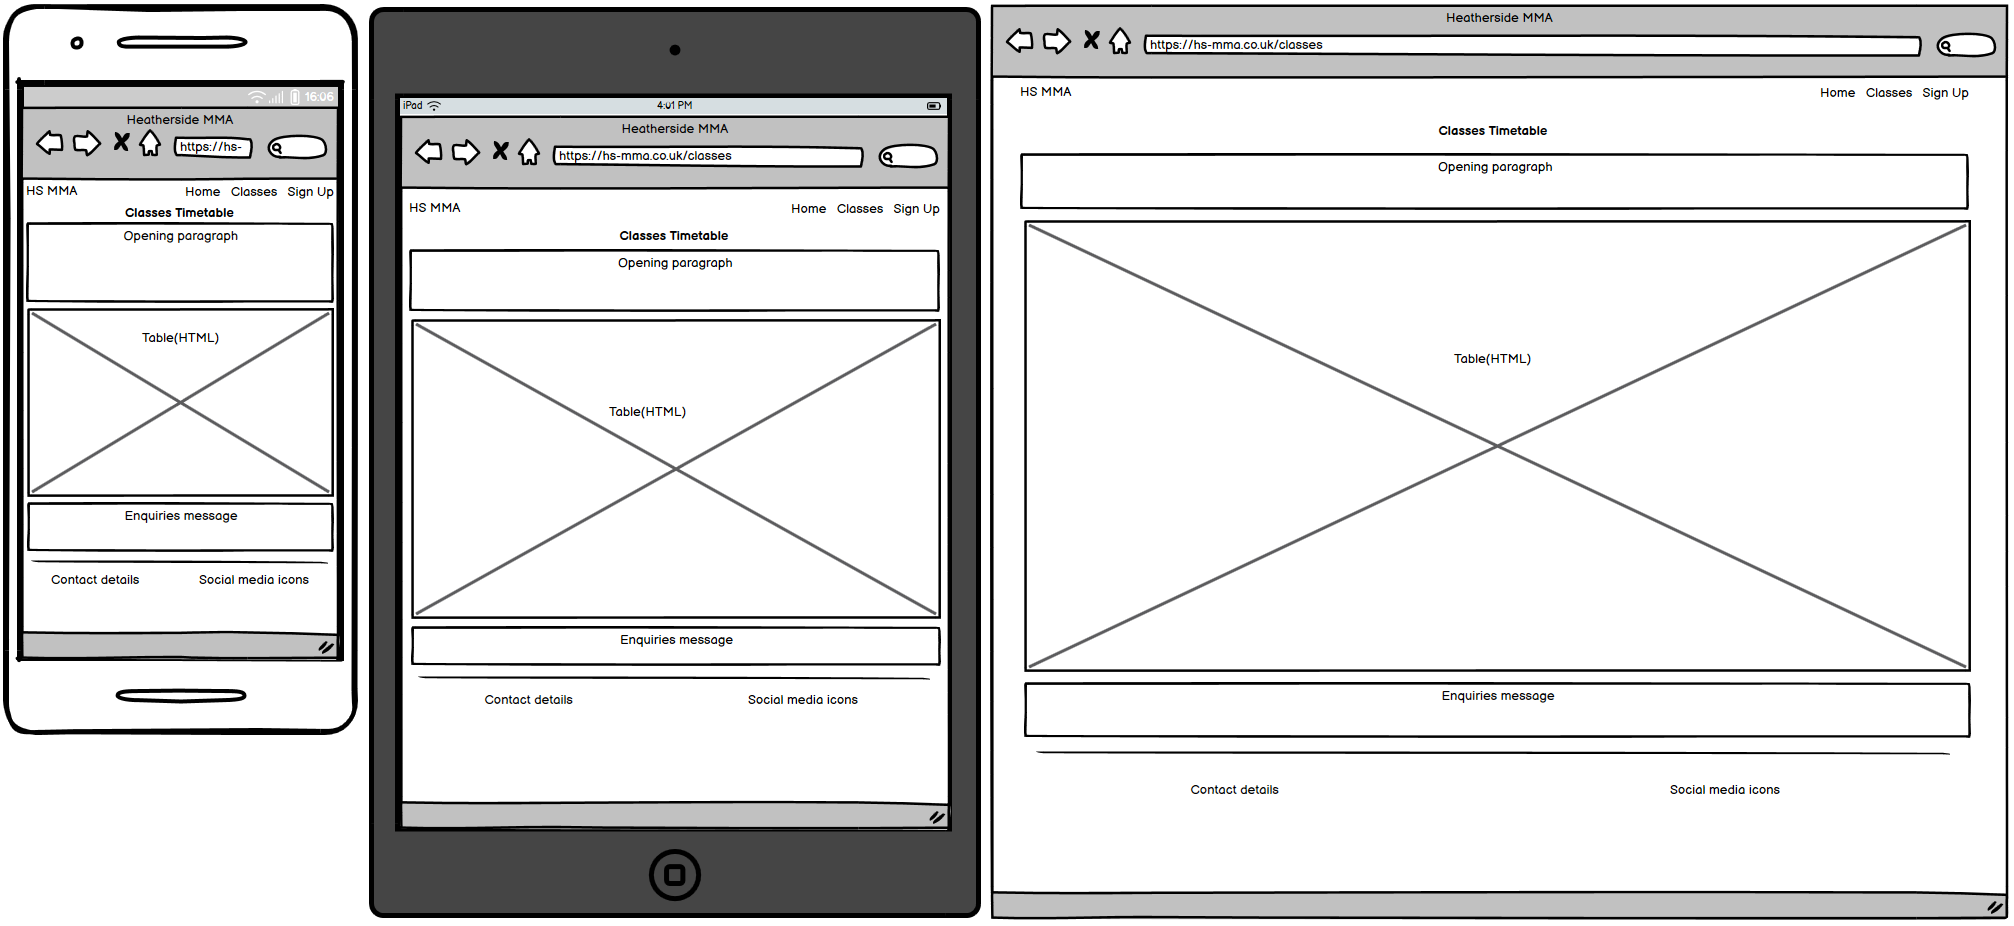 16:06
Heatherside MMA
https://hs-
HS MMA Home Classes Sign Up
Classes Timetable
Opening paragraph
Table(HTML)
Enquiries message
Contact details Social media icons
iPad 4:01 PM
Heatherside MMA
https://hs-mma.co.uk/classes
HS MMA Home Classes Sign Up
Classes Timetable
Opening paragraph
Table(HTML)
Enquiries message
Contact details Social media icons
Heatherside MMA
https://hs-mma.co.uk/classes
HS MMA Home Classes Sign Up
Classes Timetable
Opening paragraph
Table(HTML)
Enquiries message
Contact details Social media icons